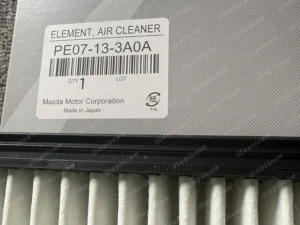 ELEMENT, AIR CLEANER
PE07-13-3A0A
QTY
LOT
1
Mazda Motor Corporation
Made in Japan